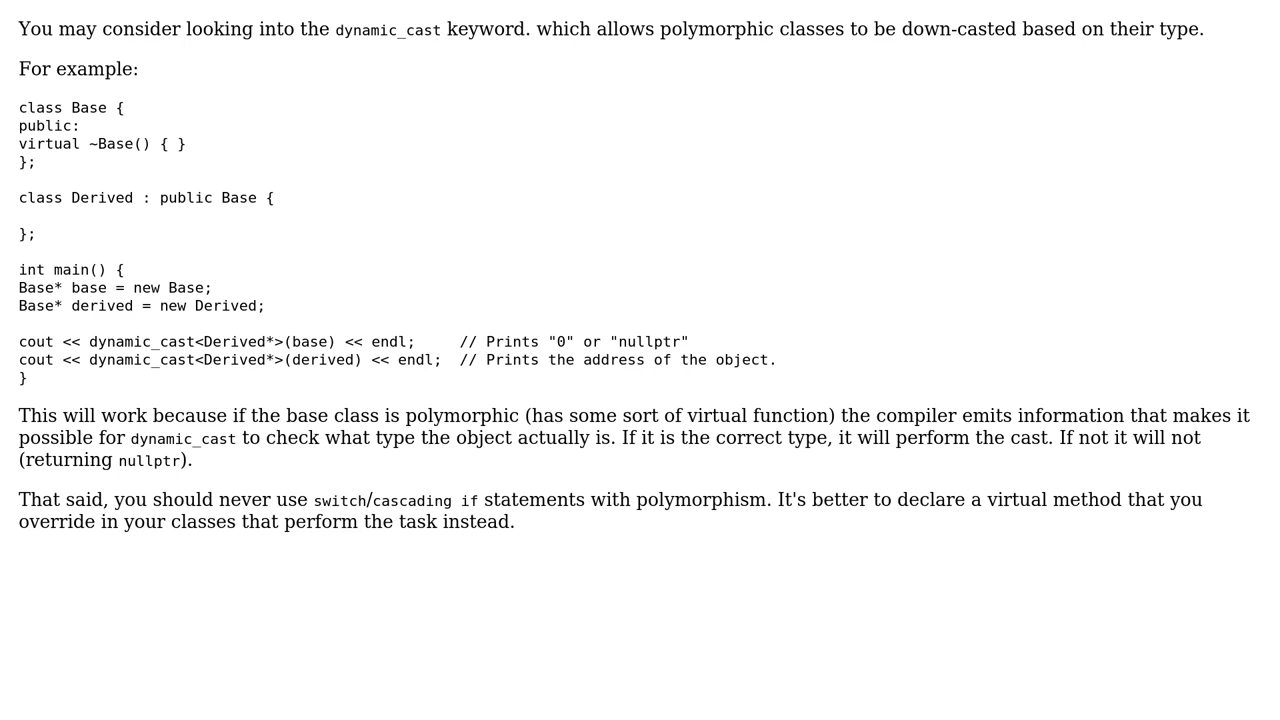 You may consider looking into the dynamic_cast keyword. which allows polymorphic classes to be down-casted based on their type.
For example:
class Base {
public:
virtual ~Base() { }
};
class Derived : public Base {
};
int main() {
Base* base = new Base;
Base* derived = new Derived;
cout << dynamic_cast<Derived*>(base) << endl;     // Prints "0" or "nullptr"
cout << dynamic_cast<Derived*>(derived) << endl;  // Prints the address of the object.
}
This will work because if the base class is polymorphic (has some sort of virtual function) the compiler emits information that makes it
possible for dynamic_cast to check what type the object actually is. If it is the correct type, it will perform the cast. If not it will not
(returning nullptr).
That said, you should never use switch/cascading if statements with polymorphism. It's better to declare a virtual method that you
override in your classes that perform the task instead.